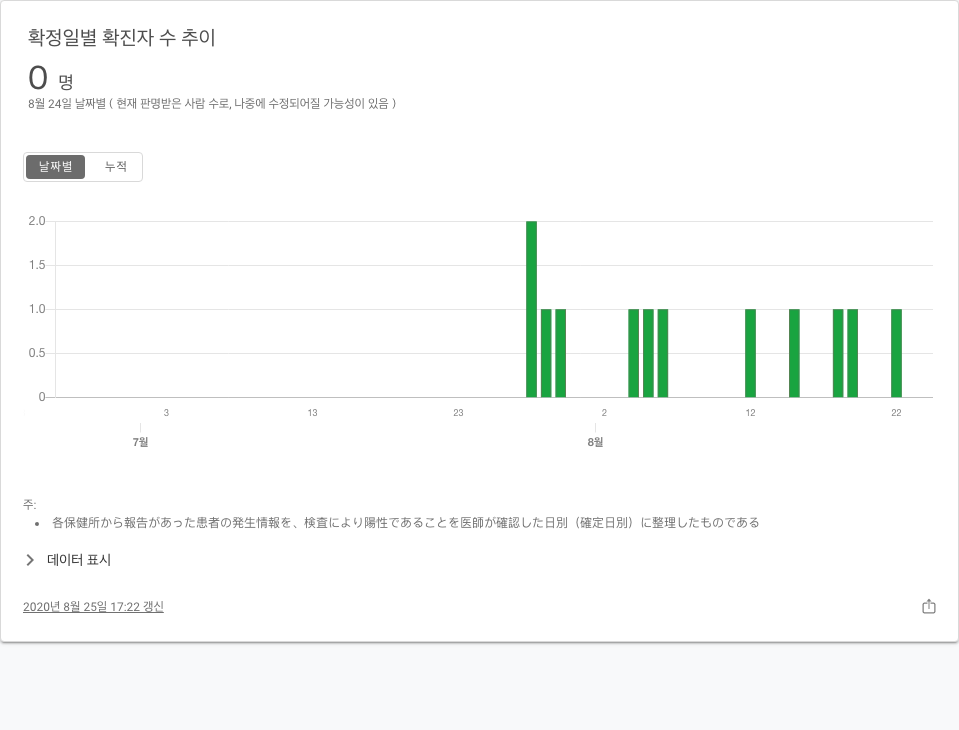 확정일별 확진자 수 추이
0 명
8월 24일 날짜별 ( 현재 판명받은 사람 수로, 나중에 수정되어질 가능성이 있음 )
날짜별 누적
2.0
1.5
1.0
0.5
0
3 13 23 2 12 22
7월 8월
주:
• 各保健所から報告があった患者の発生情報を、検査により陽性であることを医師が確認した日別（確定日別）に整理したものである
데이터 표시
2020년 8월 25일 17:22 갱신